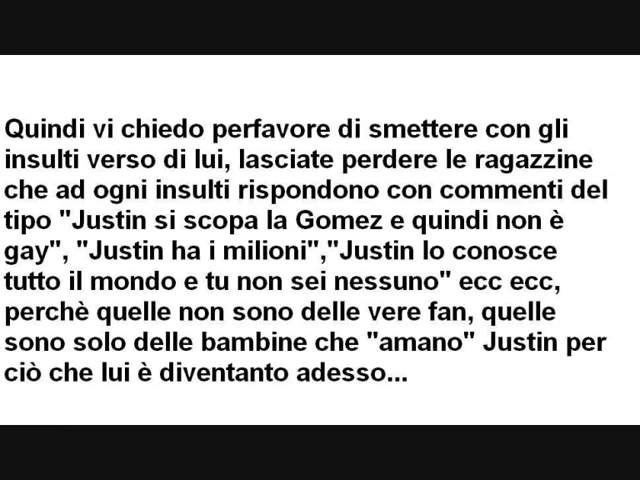 Quindi vi chiedo perfavore di smettere con gli
insulti verso di lui, lasciate perdere le ragazzine
che ad ogni insulti rispondono con commenti del
tipo "Justin si scopa la Gomez e quindi non è
gay", "Justin ha i milioni","Justin lo conosce
tutto il mondo e tu non sei nessuno" ecc ecc,
perchè quelle non sono delle vere fan, quelle
sono solo delle bambine che "amano" Justin per
ciò che lui è diventanto adesso...